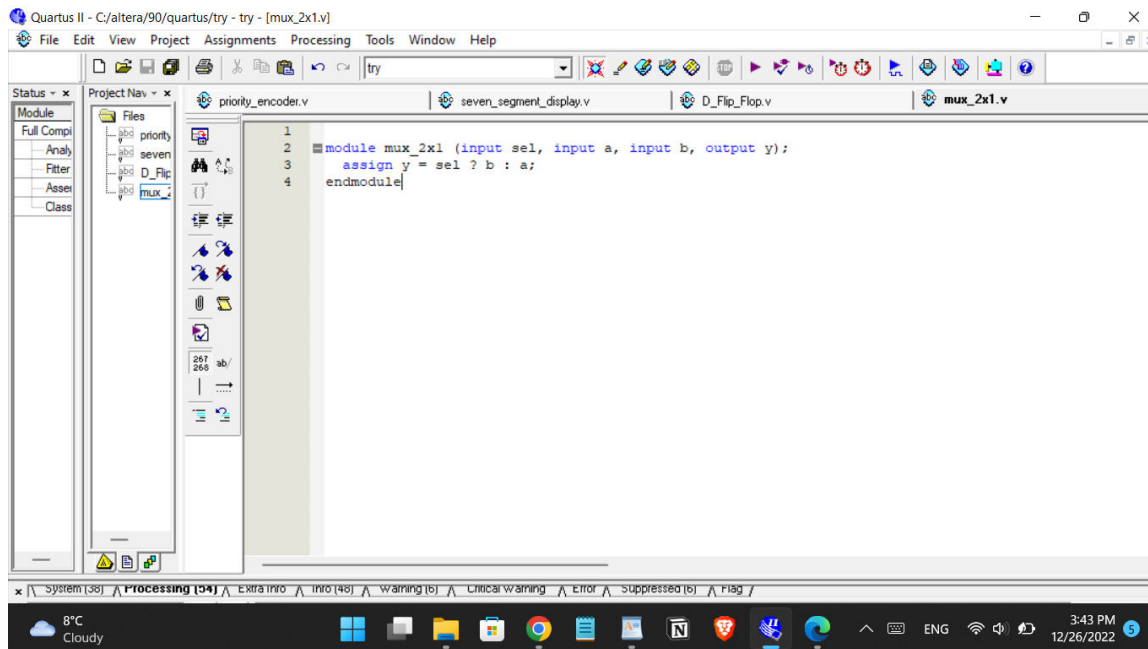 Quartus II - C:/altera/90/quartus/try - try - [mux_2x1.v]
File Edit View Project Assignments Processing Tools Window Help
try
Status
Module
Full Compi
Analy
Fitter
Asse
Class
Project Nav
Files
priority
seven
D_Flip
mux_2
priority_encoder.v
seven_segment_display.v
D_Flip_Flop.v
mux_2x1.v
267
268
ab/
1
2 module mux_2x1 (input sel, input a, input b, output y);
3 assign y = sel ? b : a;
4 endmodule
System (38) Processing (54) Extra Info Info (48) Warning (6) Critical Warning Error Suppressed (6) Flag
8°C
Cloudy
ENG
3:43 PM
12/26/2022
5